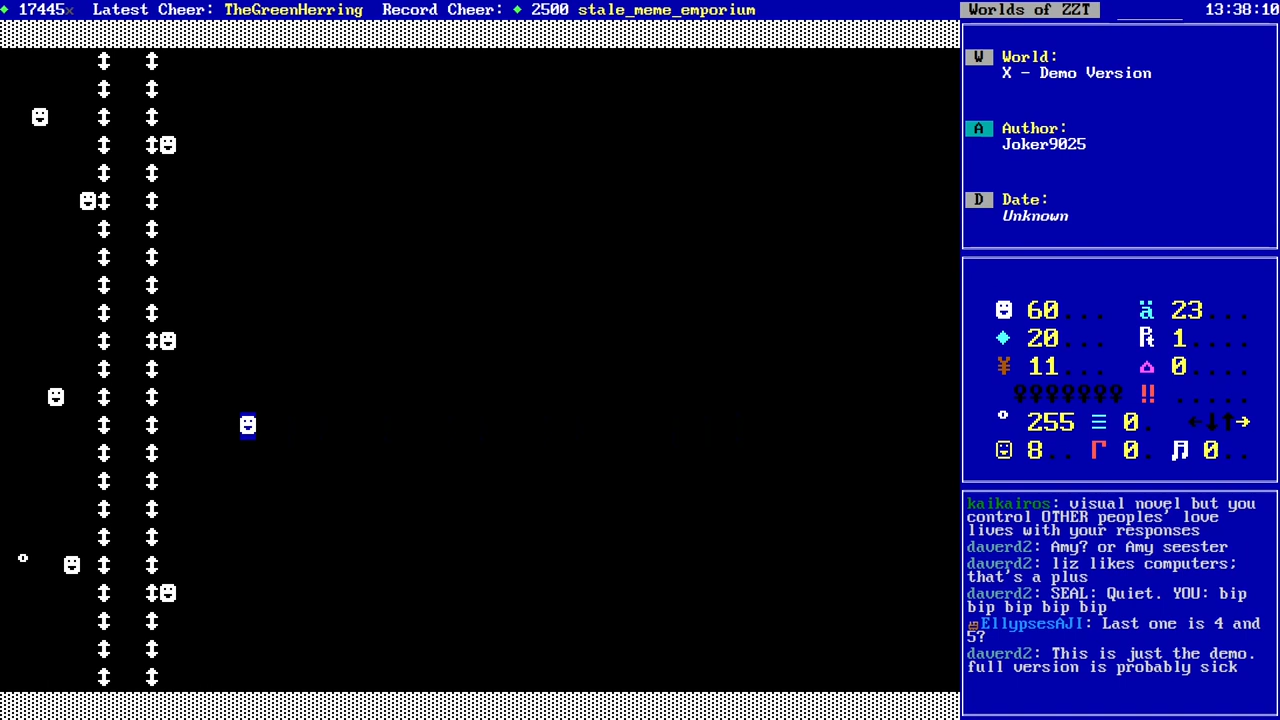 17445x Latest Cheer: TheGreenHerring Record Cheer: 2500 stale_meme_emporium
Worlds of ZZT 13:38:10
W World:
X - Demo Version
A Author:
Joker9025
D Date:
Unknown
60 ä 23
20 ℞ 1
¥ 11 0
♀♀♀♀♀♀♀ ‼
° 255 ≡ 0 ←↓↑→
8 Γ 0 ♫ 0
kaikairos: visual novel but you
control OTHER peoples' love
lives with your responses
daverd2: Amy? or Amy seester
daverd2: liz likes computers;
that's a plus
daverd2: SEAL: Quiet. YOU: bip
bip bip bip bip
EllypsesAJI: Last one is 4 and
5?
daverd2: This is just the demo.
full version is probably sick